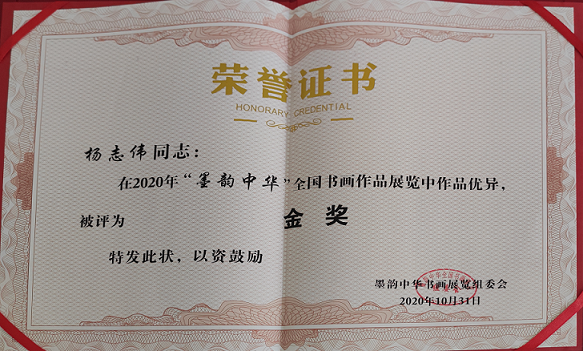 荣誉证书
HONORARY CREDENTIAL
杨志伟同志：
在2020年“墨韵中华”全国书画作品展览中作品优异，
被评为 金奖
特发此状，以资鼓励
墨韵中华书画展览组委会
2020年10月31日